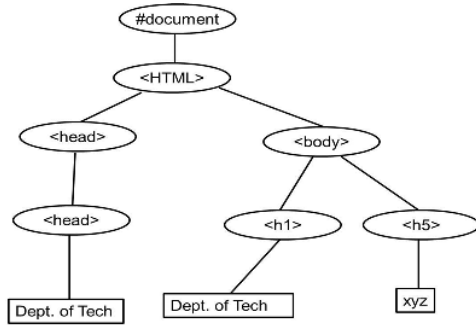 #document
<HTML>
<head>
<body>
<head>
<h1>
<h5>
Dept. of Tech
Dept. of Tech
xyz